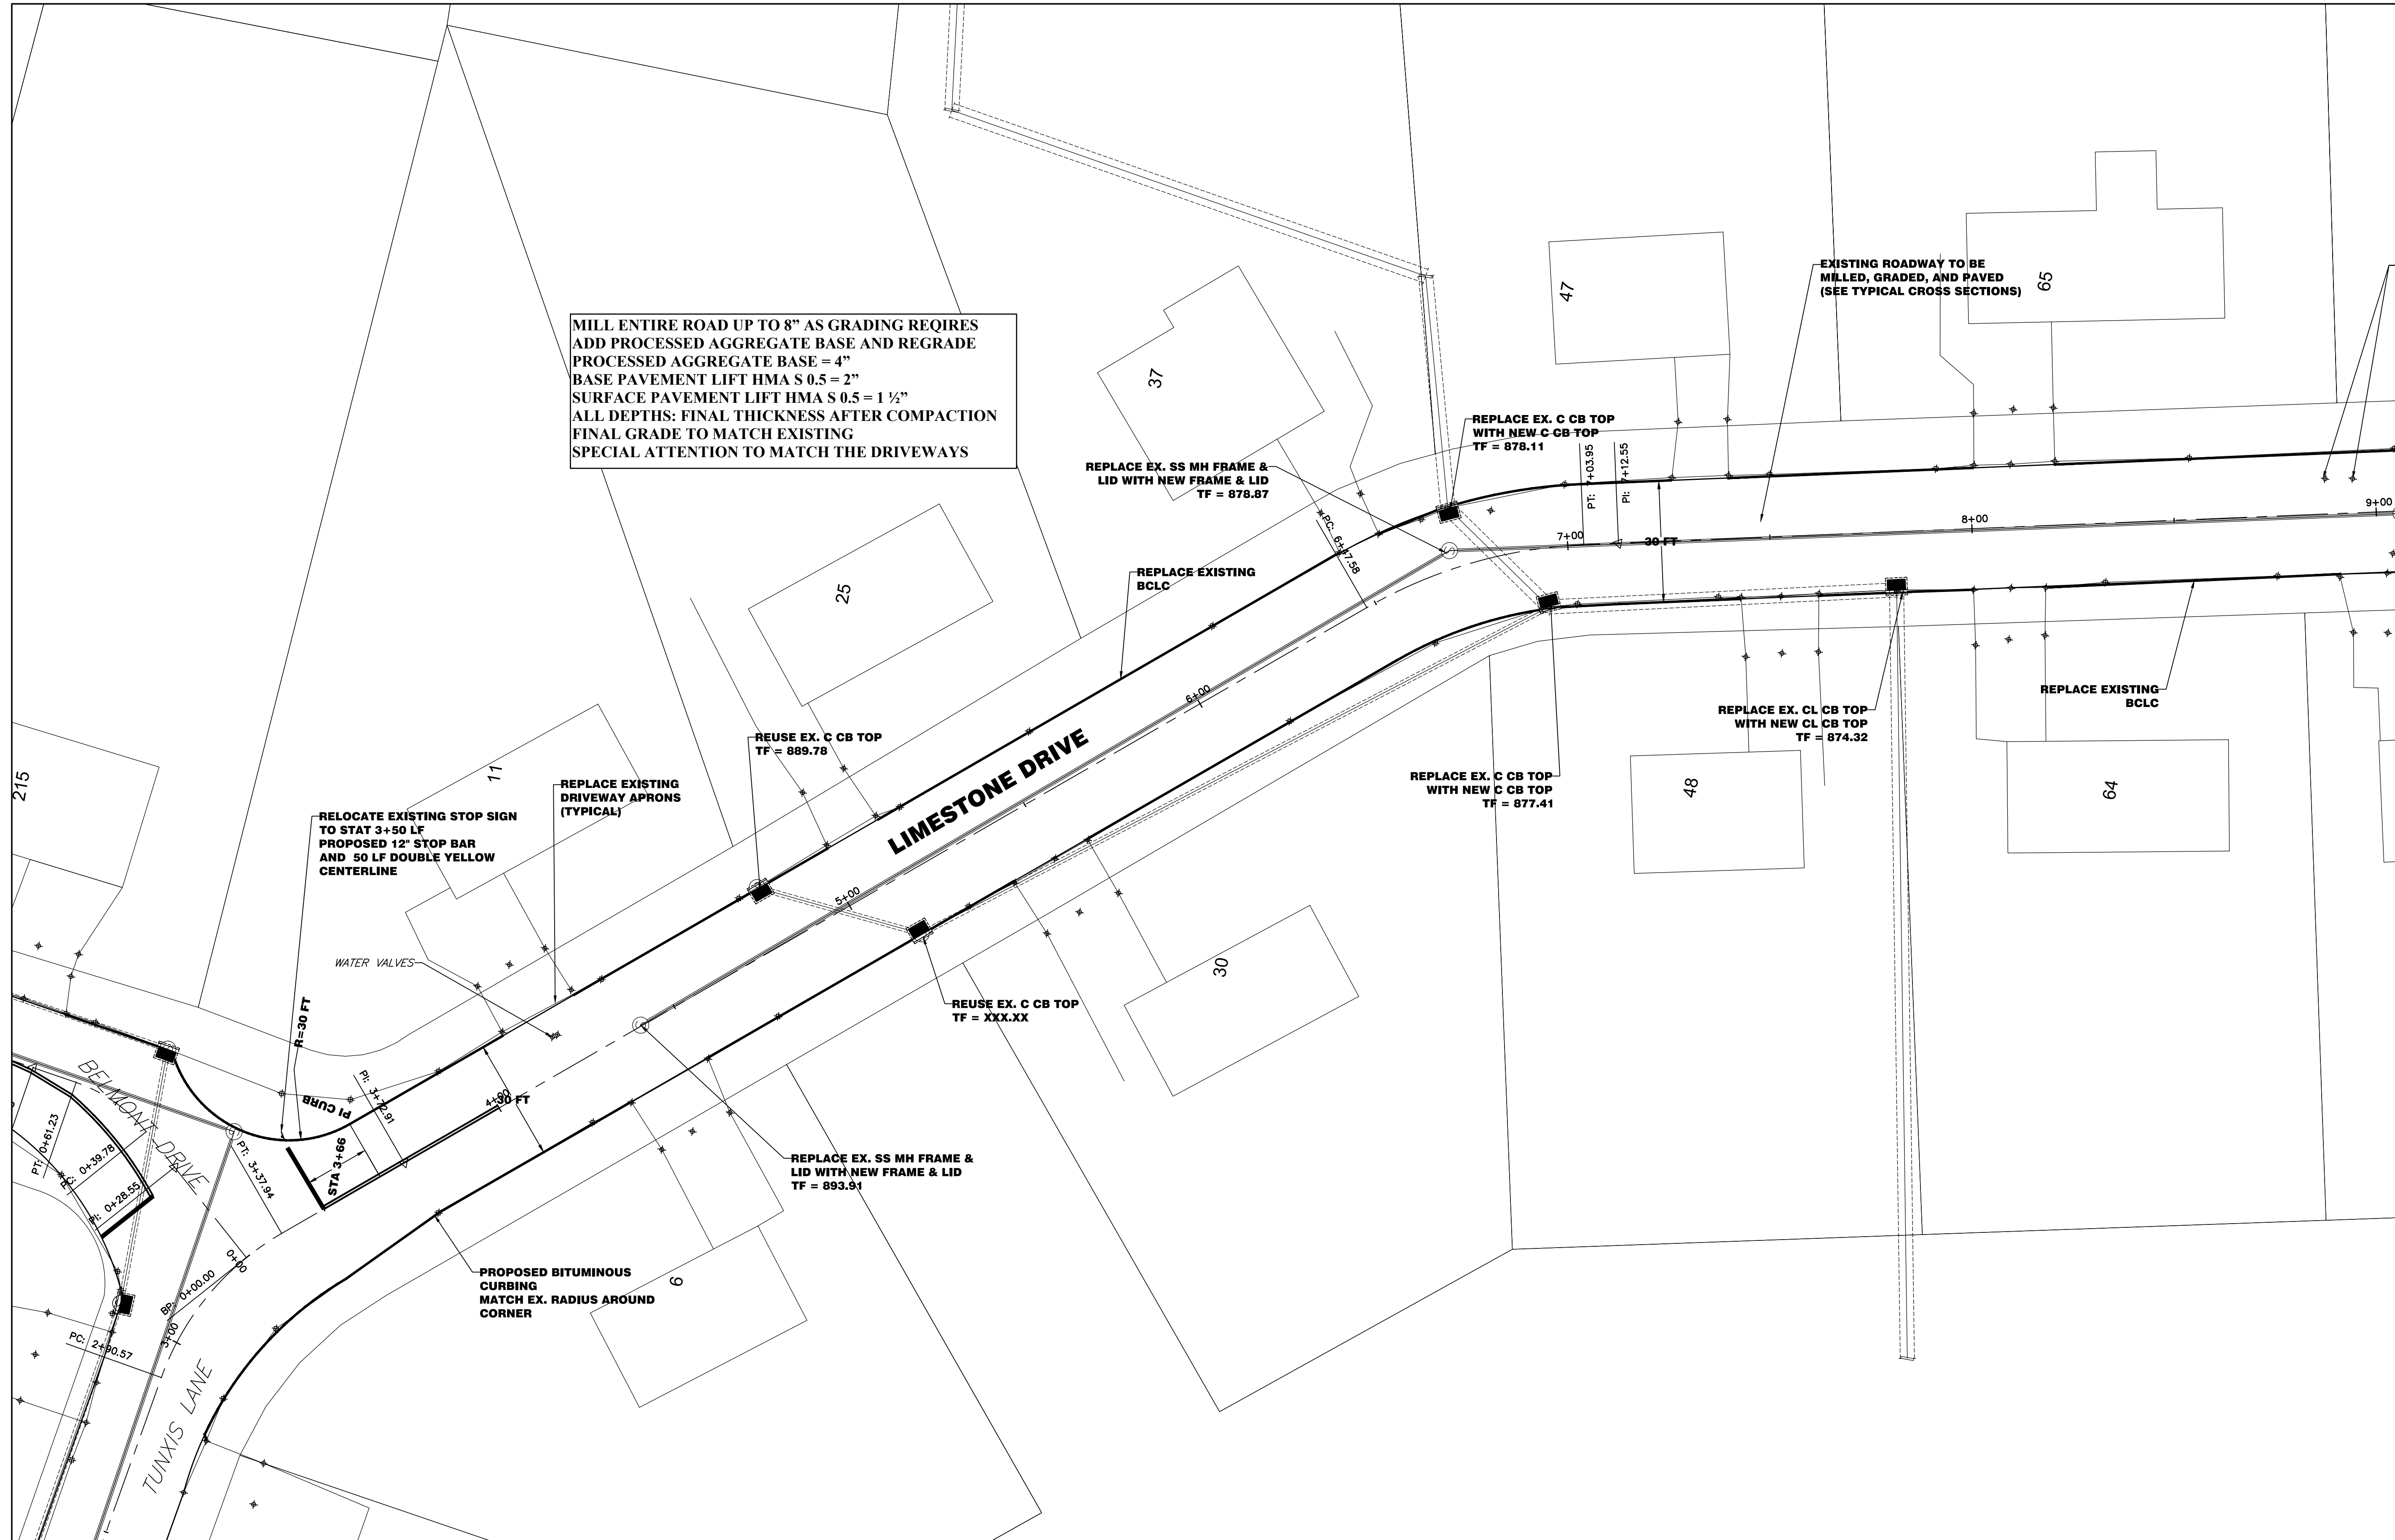 MILL ENTIRE ROAD UP TO 8” AS GRADING REQIRES
ADD PROCESSED AGGREGATE BASE AND REGRADE
PROCESSED AGGREGATE BASE = 4”
BASE PAVEMENT LIFT HMA S 0.5 = 2”
SURFACE PAVEMENT LIFT HMA S 0.5 = 1 ½”
ALL DEPTHS: FINAL THICKNESS AFTER COMPACTION
FINAL GRADE TO MATCH EXISTING
SPECIAL ATTENTION TO MATCH THE DRIVEWAYS
EXISTING ROADWAY TO BE
MILLED, GRADED, AND PAVED
(SEE TYPICAL CROSS SECTIONS)
47
65
37
REPLACE EX. C CB TOP
WITH NEW C CB TOP
TF = 878.11
REPLACE EX. SS MH FRAME &
LID WITH NEW FRAME & LID
TF = 878.87
PT: 7+03.95
PI: 7+12.55
PC: 6+47.58
7+00
30 FT
8+00
9+00
25
REPLACE EXISTING
BCLC
6+00
LIMESTONE DRIVE
REPLACE EX. CL CB TOP
WITH NEW CL CB TOP
TF = 874.32
REPLACE EXISTING
BCLC
REPLACE EX. C CB TOP
WITH NEW C CB TOP
TF = 877.41
48
64
REUSE EX. C CB TOP
TF = 889.78
11
215
REPLACE EXISTING
DRIVEWAY APRONS
(TYPICAL)
RELOCATE EXISTING STOP SIGN
TO STAT 3+50 LF
PROPOSED 12" STOP BAR
AND 50 LF DOUBLE YELLOW
CENTERLINE
5+00
WATER VALVES
30
REUSE EX. C CB TOP
TF = XXX.XX
R=30 FT
BELMONT DRIVE
PI CURB
PI: 3+72.91
4+00
30 FT
STA 3+66
PT: 3+37.94
PT: 0+61.23
PC: 0+39.78
PI: 0+28.55
REPLACE EX. SS MH FRAME &
LID WITH NEW FRAME & LID
TF = 893.91
0+00
BP: 0+00.00
PROPOSED BITUMINOUS
CURBING
MATCH EX. RADIUS AROUND
CORNER
6
3+00
PC: 2+90.57
TUNXIS LANE